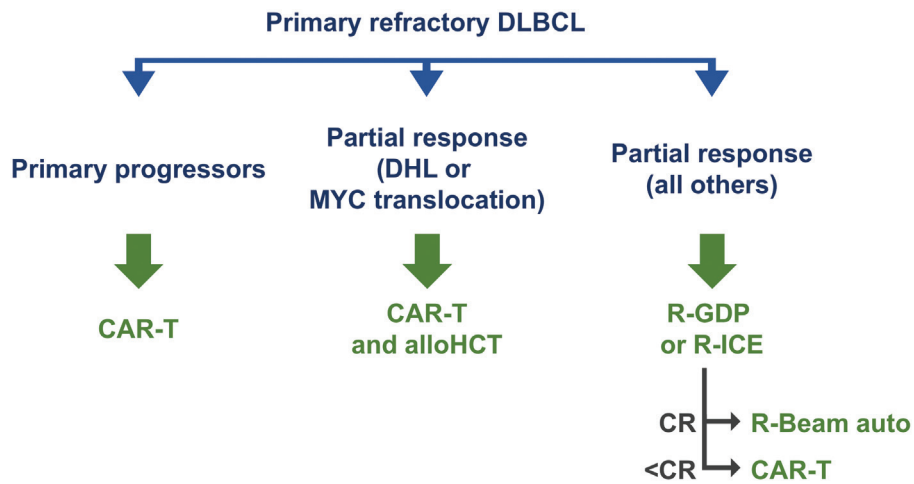 Primary refractory DLBCL
Primary progressors
Partial response
(DHL or
MYC translocation)
Partial response
(all others)
CAR-T
CAR-T
and alloHCT
R-GDP
or R-ICE
CR
R-Beam auto
<CR
CAR-T